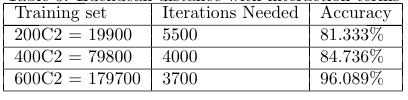 Training set Iterations Needed Accuracy
200C2 = 19900 5500 81.333%
400C2 = 79800 4000 84.736%
600C2 = 179700 3700 96.089%